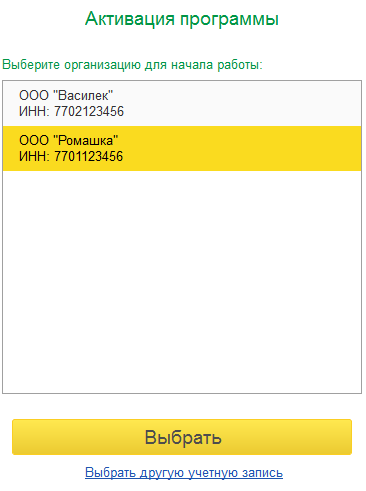 Активация программы
Выберите организацию для начала работы:
ООО "Василек"
ИНН: 7702123456
ООО "Ромашка"
ИНН: 7701123456
Выбрать
Выбрать другую учетную запись